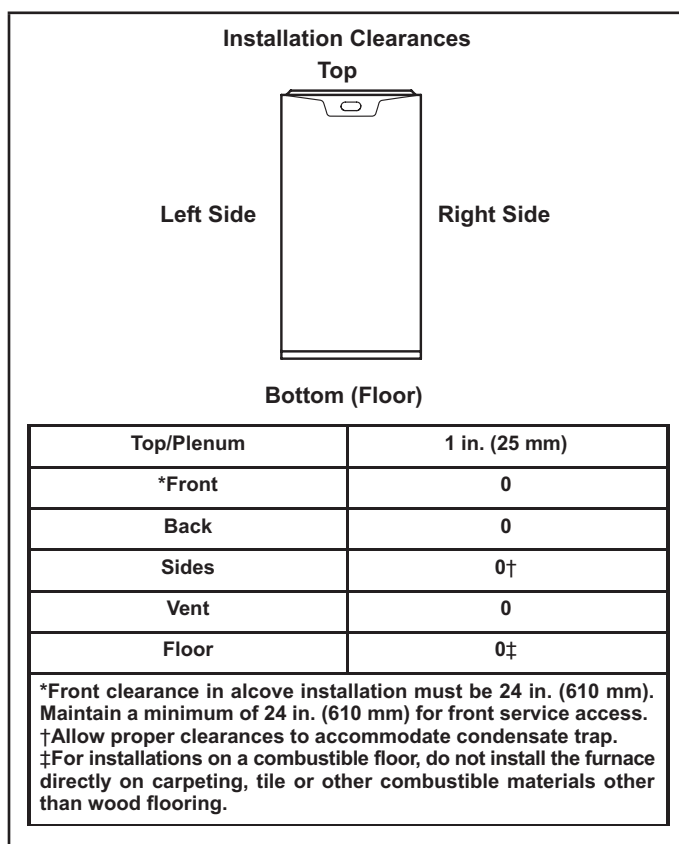 Installation Clearances
Top
Left Side
Right Side
Bottom (Floor)
Top/Plenum 1 in. (25 mm)
*Front 0
Back 0
Sides 0†
Vent 0
Floor 0‡
*Front clearance in alcove installation must be 24 in. (610 mm).
Maintain a minimum of 24 in. (610 mm) for front service access.
†Allow proper clearances to accommodate condensate trap.
‡For installations on a combustible floor, do not install the furnace
directly on carpeting, tile or other combustible materials other
than wood flooring.